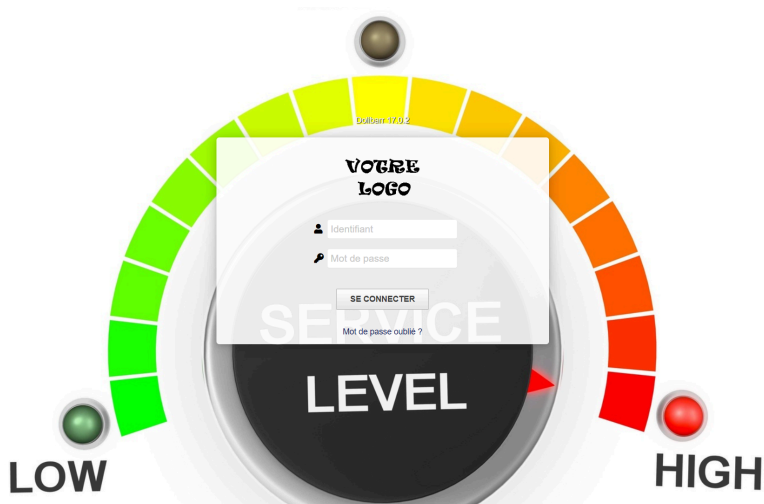 Dolibarr 17.0.2
VOTRE
LOGO
Identifiant
Mot de passe
SE CONNECTER
SERVICE
Mot de passe oublié ?
LEVEL
LOW
HIGH